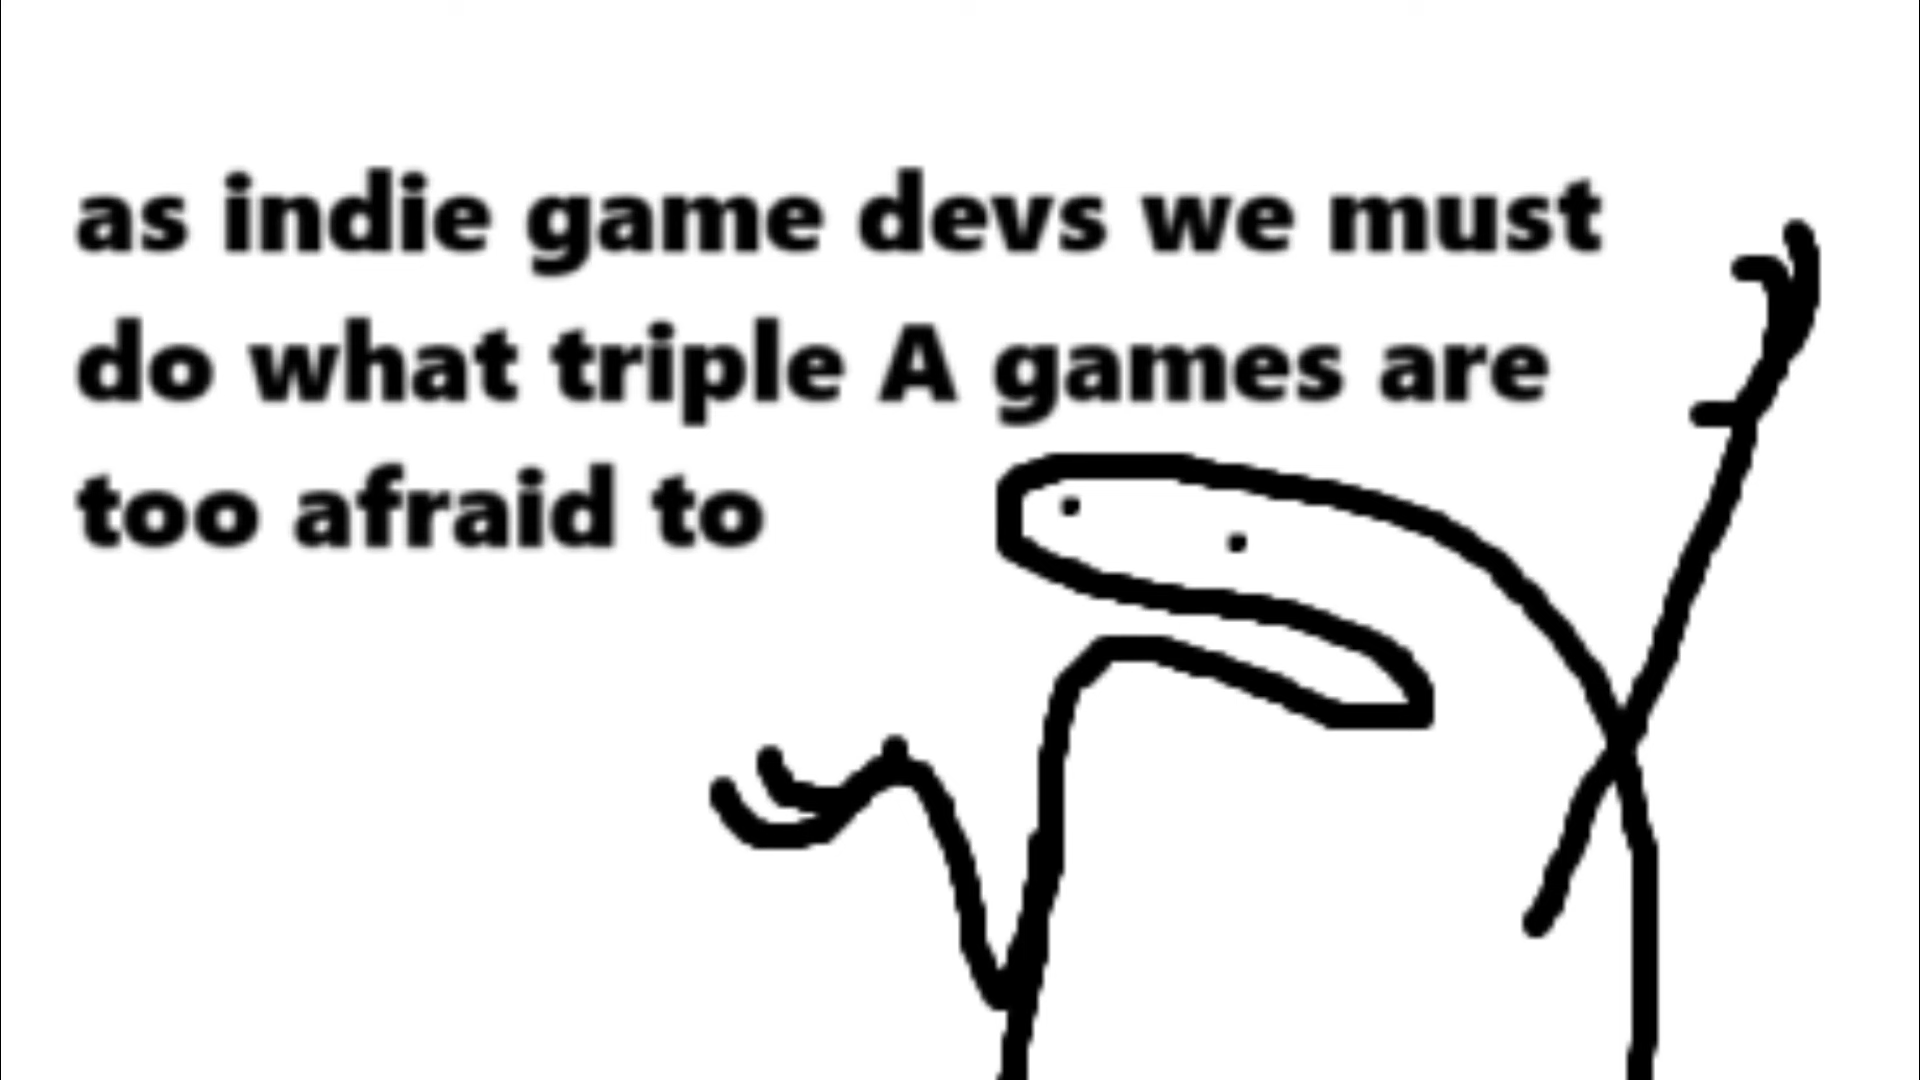 as indie game devs we must
do what triple A games are
too afraid to